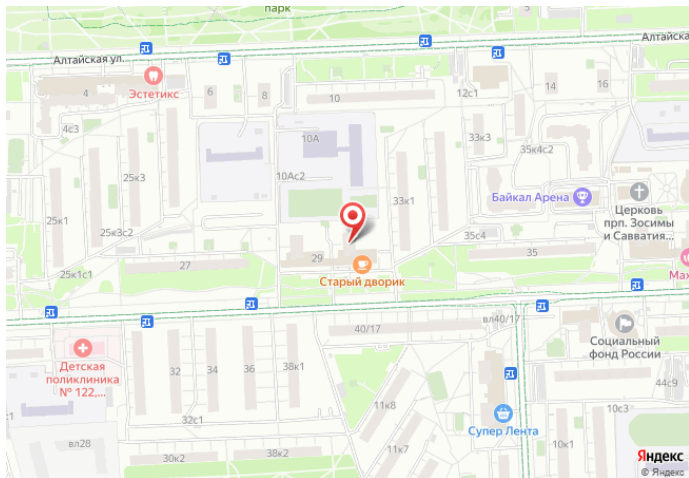 парк
Алтайская ул.
Алтайска
Эстетикс
4
6
8
10
12с1
14
16
4с3
10А
33к3
35к4с2
25к3
10Ас2
33к1
Байкал Арена
Церковь
прп. Зосимы
и Савватия...
25к1
25к3с2
35с4
25к1с1
27
29
35
Мах
Старый дворик
40/17
вл40/17
Социальный
фонд России
Детская
поликлиника
№ 122,...
32
34
36
38к1
44с9
11к8
10с3
32с1
Супер Лента
вл28
30к2
38к2
11к7
10к1
Яндекс
© Яндекс